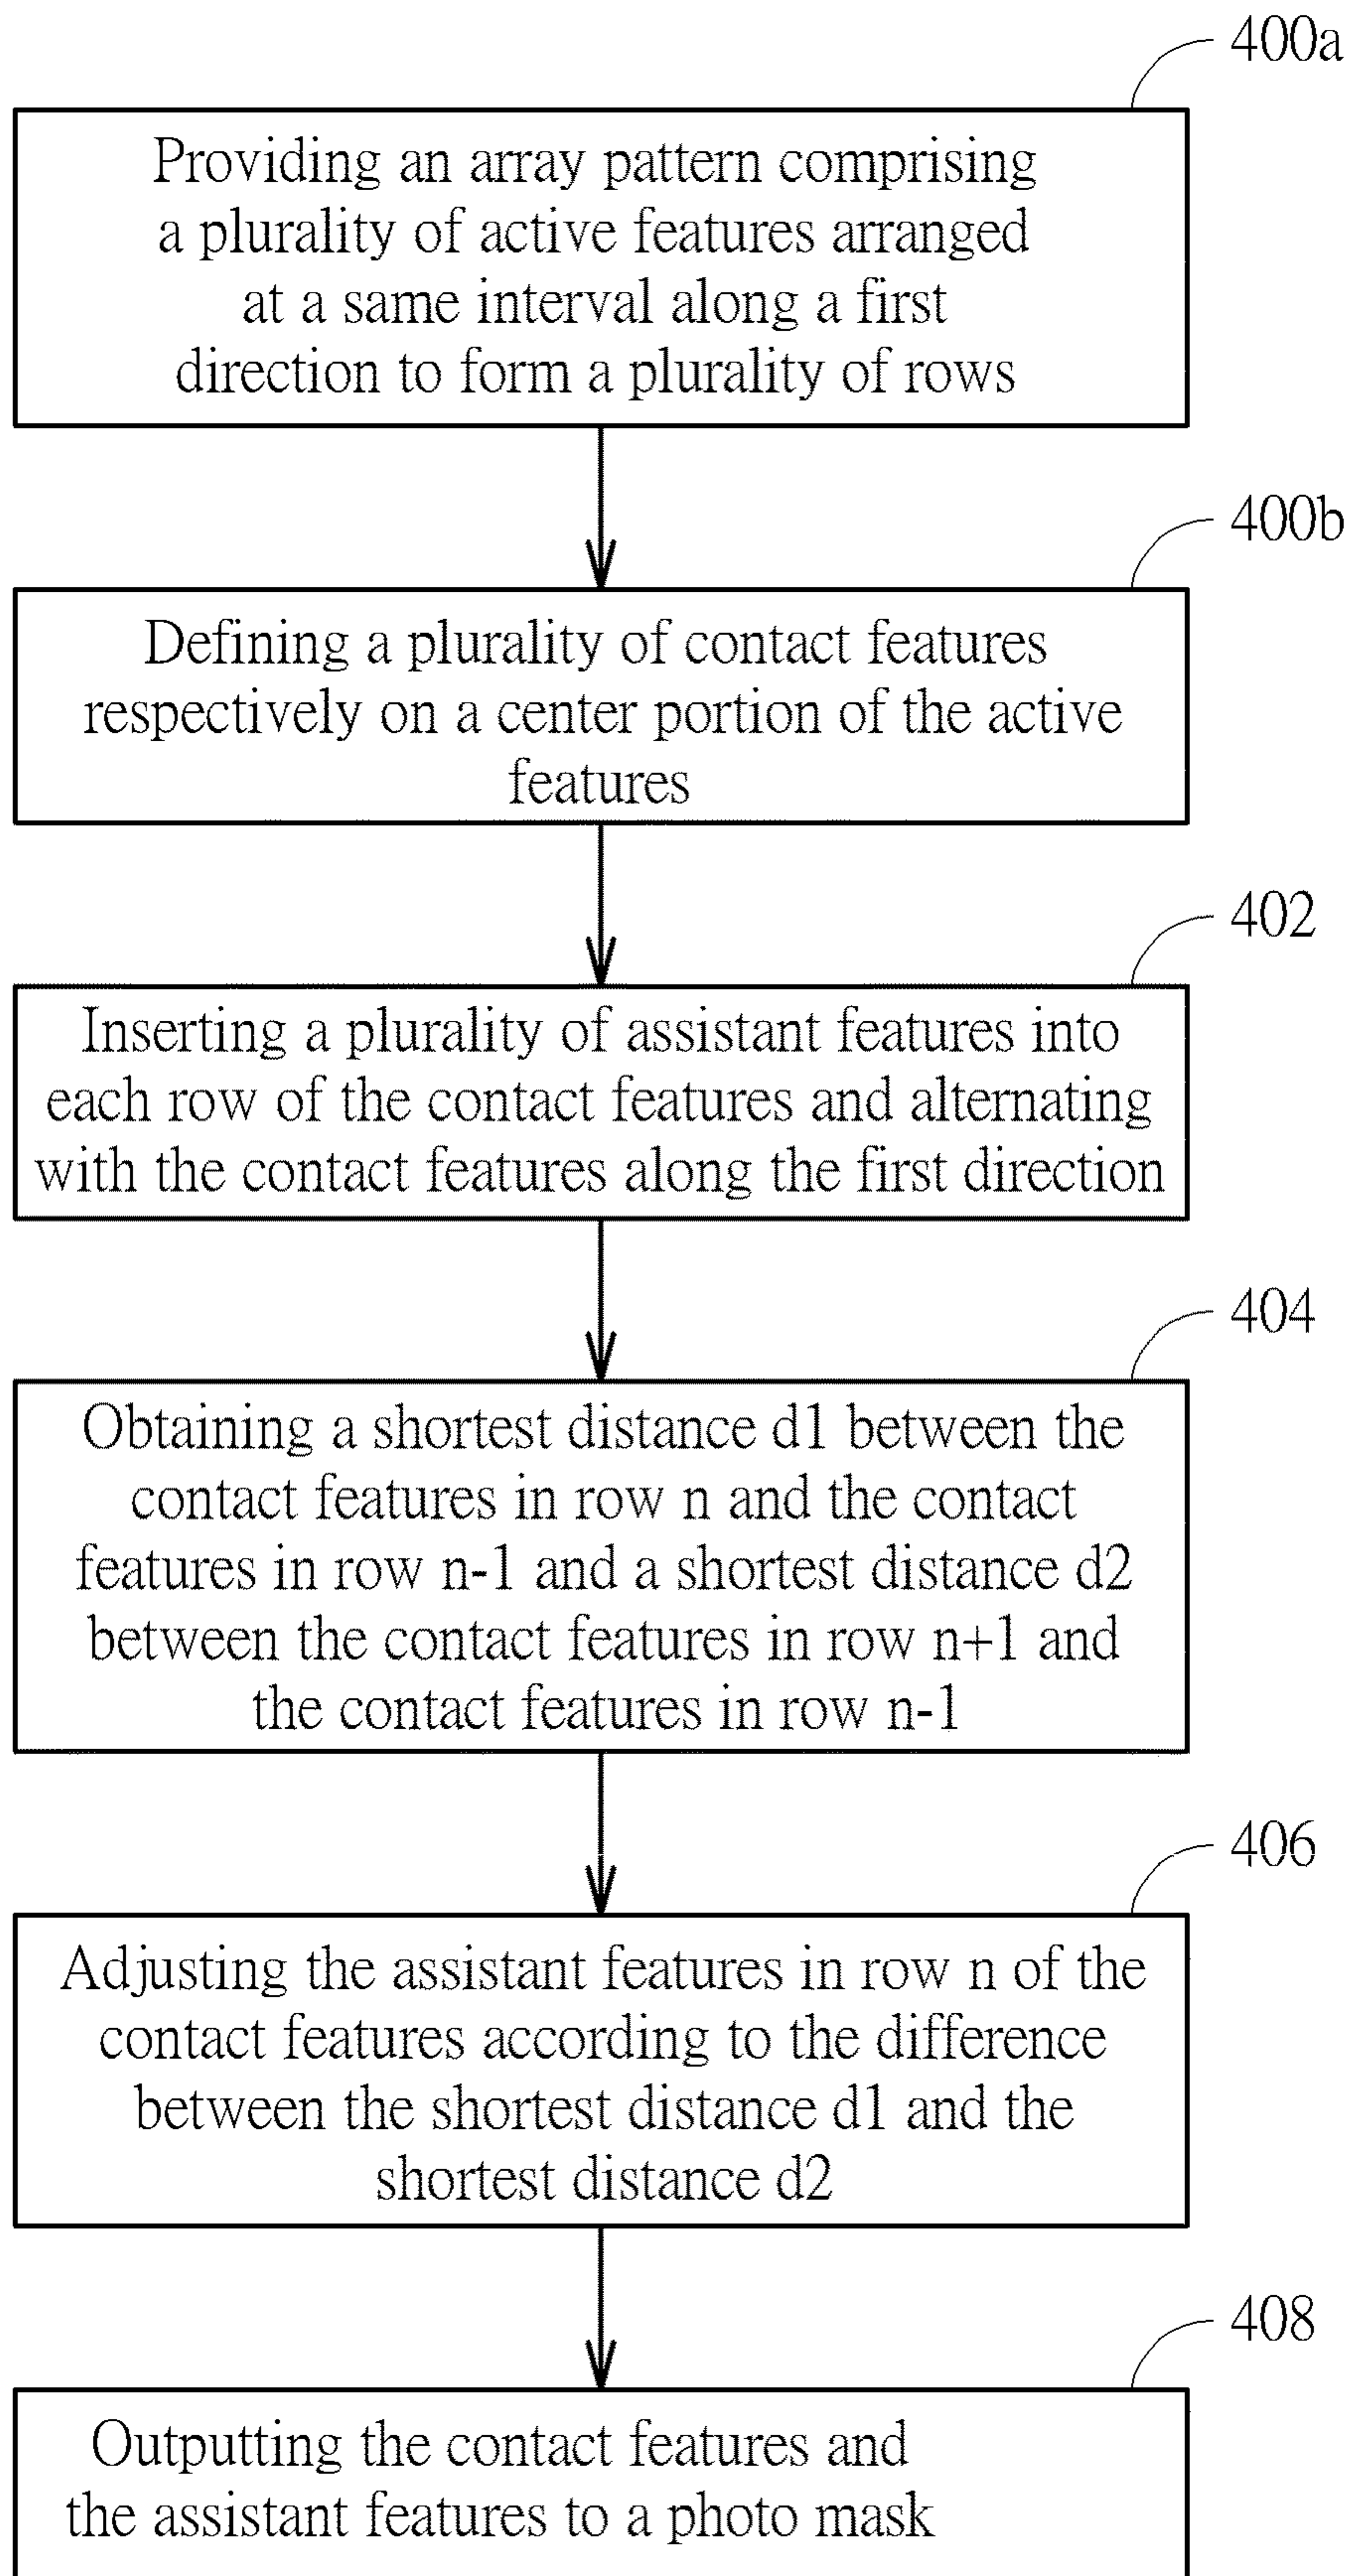 400a
Providing an array pattern comprising
a plurality of active features arranged
at a same interval along a first
direction to form a plurality of rows
400b
Defining a plurality of contact features
respectively on a center portion of the active
features
402
Inserting a plurality of assistant features into
each row of the contact features and alternating
with the contact features along the first direction
404
Obtaining a shortest distance d1 between the
contact features in row n and the contact
features in row n-1 and a shortest distance d2
between the contact features in row n+1 and
the contact features in row n-1
406
Adjusting the assistant features in row n of the
contact features according to the difference
between the shortest distance d1 and the
shortest distance d2
408
Outputting the contact features and
the assistant features to a photo mask